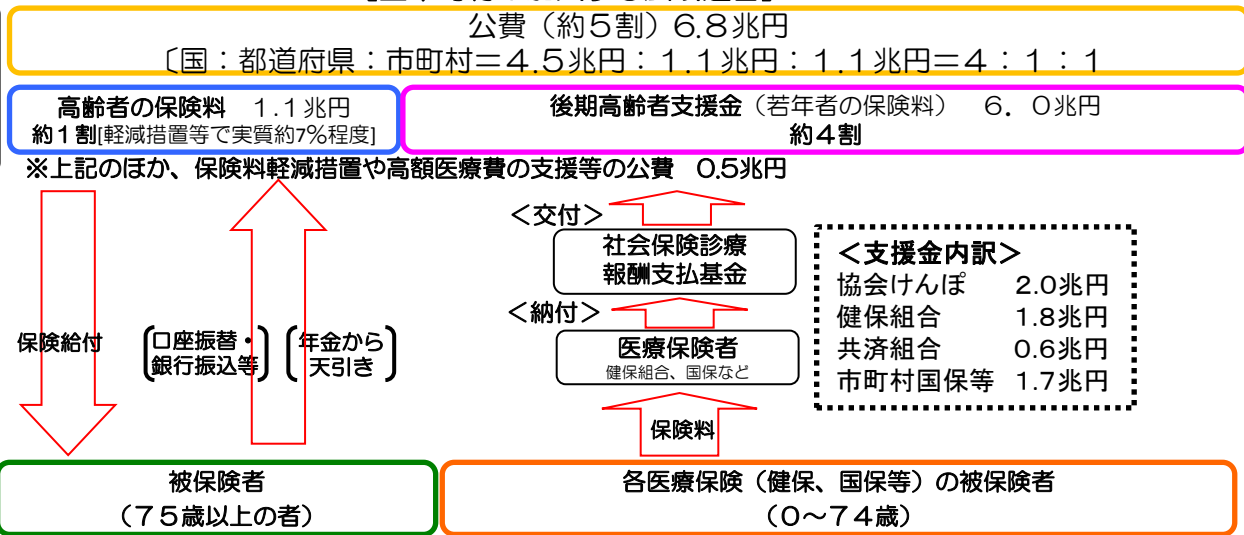 公費（約５割）６.８兆円
〔国：都道府県：市町村＝４.５兆円：１.１兆円：１.１兆円＝４：１：１
高齢者の保険料　１.１兆円
約１割[軽減措置等で実質約7％程度]
後期高齢者支援金（若年者の保険料）　６．０兆円
約４割
※上記のほか、保険料軽減措置や高額医療費の支援等の公費　0.5兆円
＜交付＞
社会保険診療
報酬支払基金
＜納付＞
医療保険者
健保組合、国保など
保険料
＜支援金内訳＞
協会けんぽ　2.0兆円
健保組合　1.8兆円
共済組合　0.6兆円
市町村国保等　1.7兆円
保険給付
口座振替・
銀行振込等
年金から
天引き
被保険者
（７５歳以上の者）
各医療保険（健保、国保等）の被保険者
（０～７４歳）